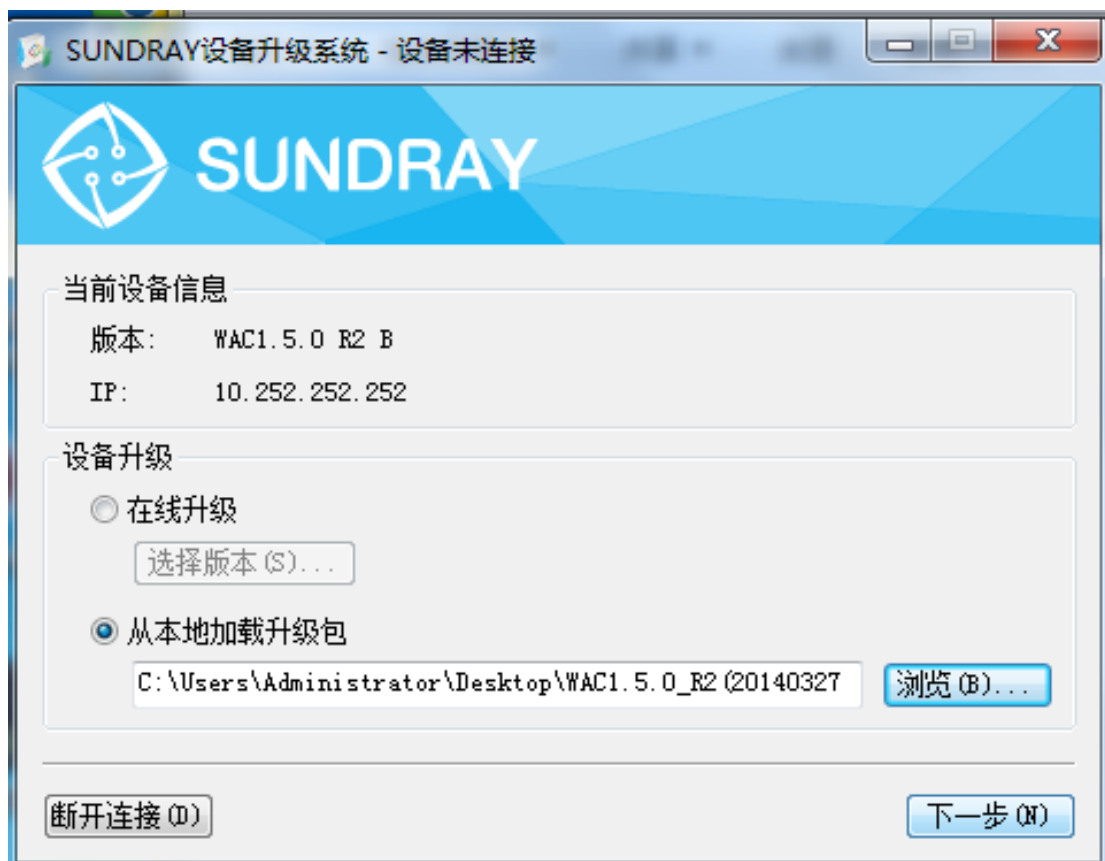 SUNDRAY设备升级系统 - 设备未连接
SUNDRAY
当前设备信息
版本: WAC1.5.0 R2 B
IP: 10.252.252.252
设备升级
在线升级
选择版本(S)...
从本地加载升级包
C:\Users\Administrator\Desktop\WAC1.5.0_R2(20140327 浏览(B)...
断开连接(D) 下一步(N)